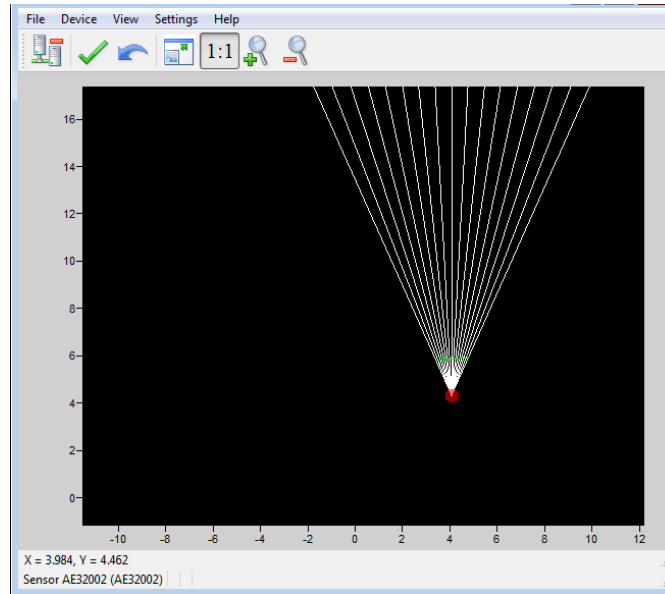 File Device View Settings Help
1:1
16
14
12
10
8
6
4
2
0
-10 -8 -6 -4 -2 0 2 4 6 8 10 12
X = 3.984, Y = 4.462
Sensor AE32002 (AE32002)